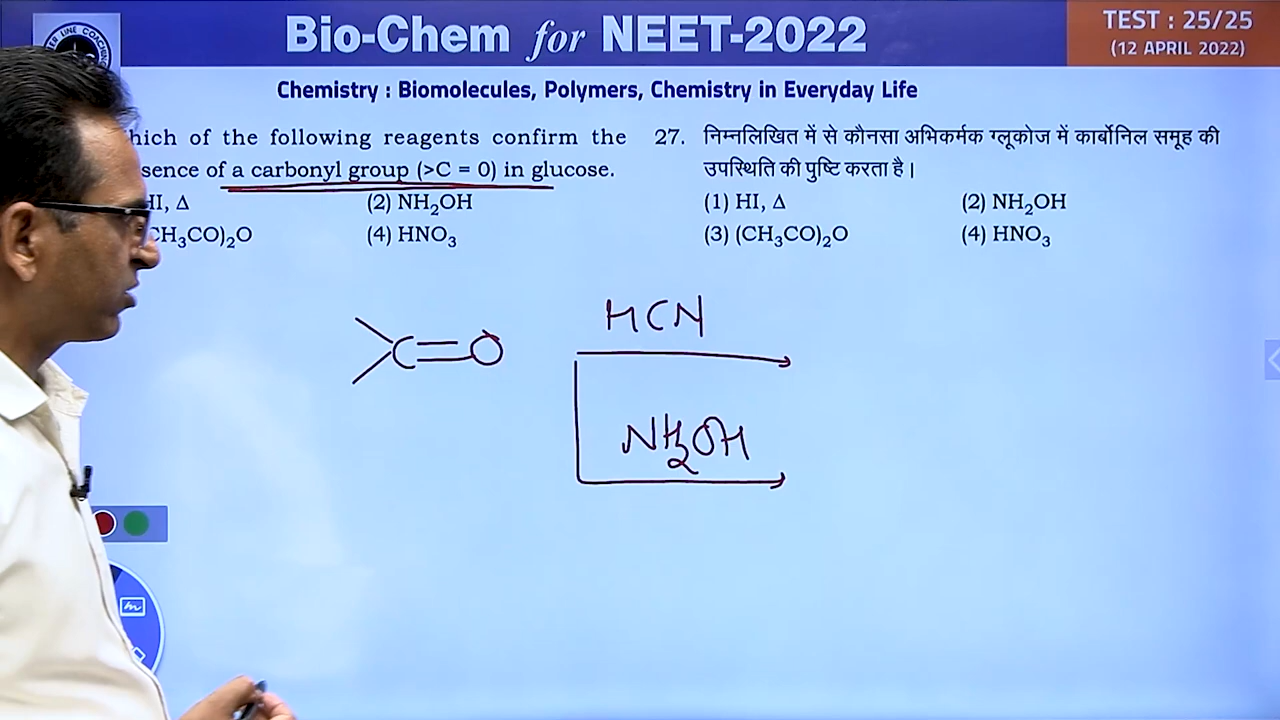 Bio-Chem for NEET-2022
TEST : 25/25
(12 APRIL 2022)
LINE COACHING
Chemistry : Biomolecules, Polymers, Chemistry in Everyday Life
hich of the following reagents confirm the
sence of a carbonyl group (>C = 0) in glucose.
HI, Δ
(2) NH₂OH
CH₃CO)₂O
(4) HNO₃
27. निम्नलिखित में से कौनसा अभिकर्मक ग्लूकोज में कार्बोनिल समूह की
उपस्थिति की पुष्टि करता है।
(1) HI, Δ
(2) NH₂OH
(3) (CH₃CO)₂O
(4) HNO₃
HCN
C=O
NH₂OH